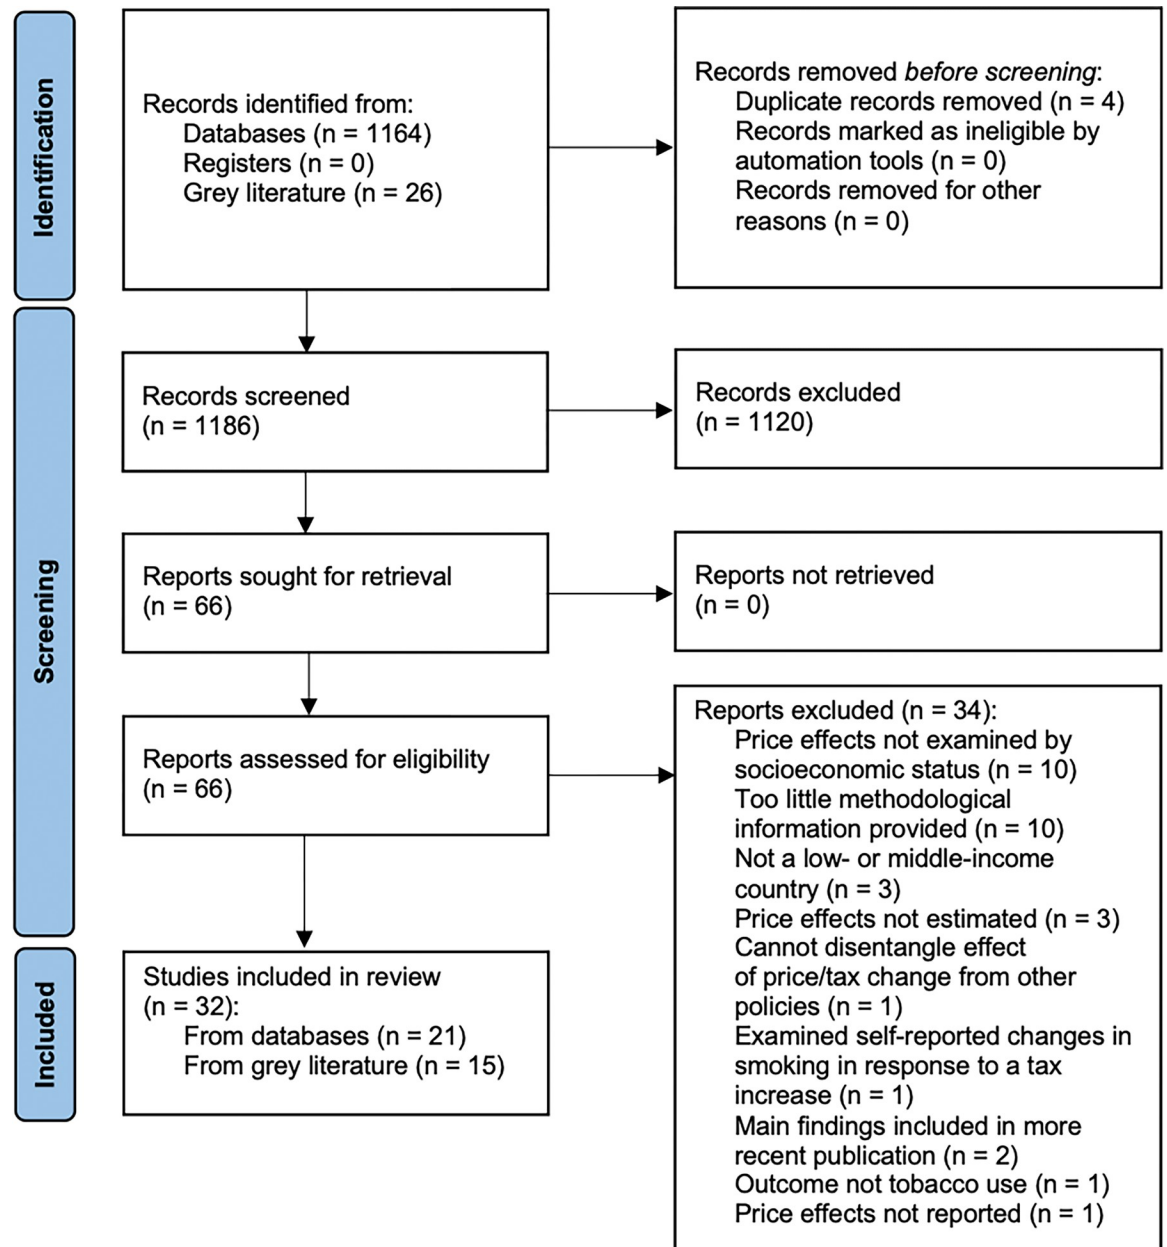 Identification
Records identified from:
Databases (n = 1164)
Registers (n = 0)
Grey literature (n = 26)
Records removed before screening:
Duplicate records removed (n = 4)
Records marked as ineligible by
automation tools (n = 0)
Records removed for other
reasons (n = 0)
Screening
Records screened
(n = 1186)
Records excluded
(n = 1120)
Reports sought for retrieval
(n = 66)
Reports not retrieved
(n = 0)
Reports assessed for eligibility
(n = 66)
Reports excluded (n = 34):
Price effects not examined by
socioeconomic status (n = 10)
Too little methodological
information provided (n = 10)
Not a low- or middle-income
country (n = 3)
Price effects not estimated (n = 3)
Cannot disentangle effect
of price/tax change from other
policies (n = 1)
Examined self-reported changes in
smoking in response to a tax
increase (n = 1)
Main findings included in more
recent publication (n = 2)
Outcome not tobacco use (n = 1)
Price effects not reported (n = 1)
Included
Studies included in review
(n = 32):
From databases (n = 21)
From grey literature (n = 15)